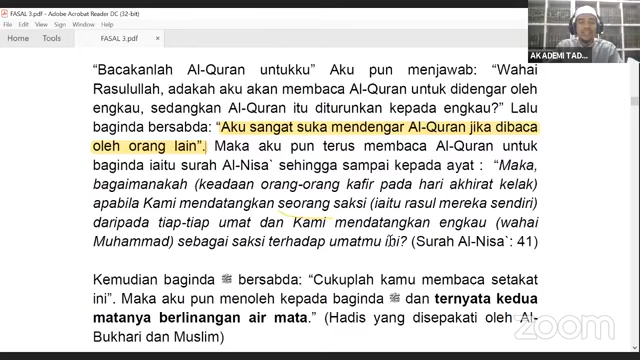 FASAL 3.pdf - Adobe Acrobat Reader DC (32-bit)
File Edit View Sign Window Help
Home Tools FASAL 3.pdf ×
AKADEMI TAD...
“Bacakanlah Al-Quran untukku” Aku pun menjawab: “Wahai
Rasulullah, adakah aku akan membaca Al-Quran untuk didengar oleh
engkau, sedangkan Al-Quran itu diturunkan kepada engkau?” Lalu
baginda bersabda: “Aku sangat suka mendengar Al-Quran jika dibaca
oleh orang lain”. Maka aku pun terus membaca Al-Quran untuk
baginda iaitu surah Al-Nisa` sehingga sampai kepada ayat : “Maka,
bagaimanakah (keadaan orang-orang kafir pada hari akhirat kelak)
apabila Kami mendatangkan seorang saksi (iaitu rasul mereka sendiri)
daripada tiap-tiap umat dan Kami mendatangkan engkau (wahai
Muhammad) sebagai saksi terhadap umatmu ini? (Surah Al-Nisa`: 41)
Kemudian baginda ﷺ bersabda: “Cukuplah kamu membaca setakat
ini”. Maka aku pun menoleh kepada baginda ﷺ dan ternyata kedua
matanya berlinangan air mata.” (Hadis yang disepakati oleh Al-
Bukhari dan Muslim)
zoom